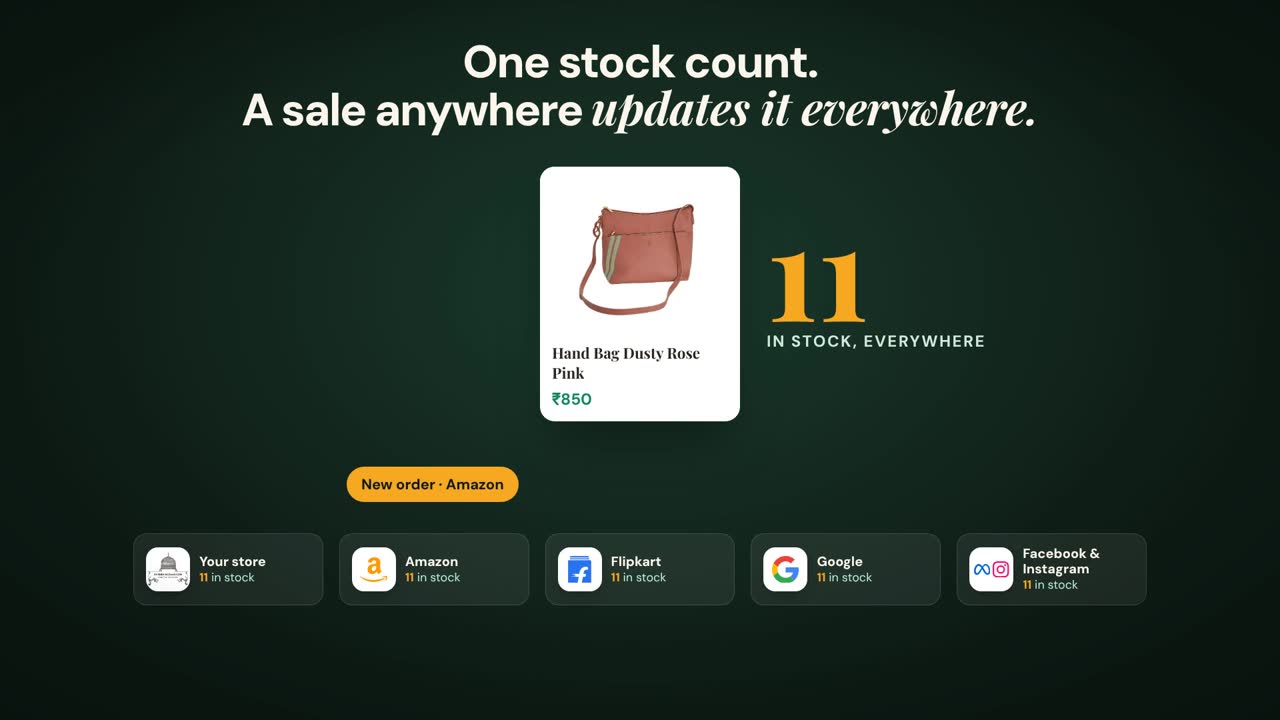 One stock count.
A sale anywhere updates it everywhere.
11
IN STOCK, EVERYWHERE
Hand Bag Dusty Rose
Pink
₹850
New order · Amazon
Your store
11 in stock
Amazon
11 in stock
Flipkart
11 in stock
Google
11 in stock
Facebook &
Instagram
11 in stock